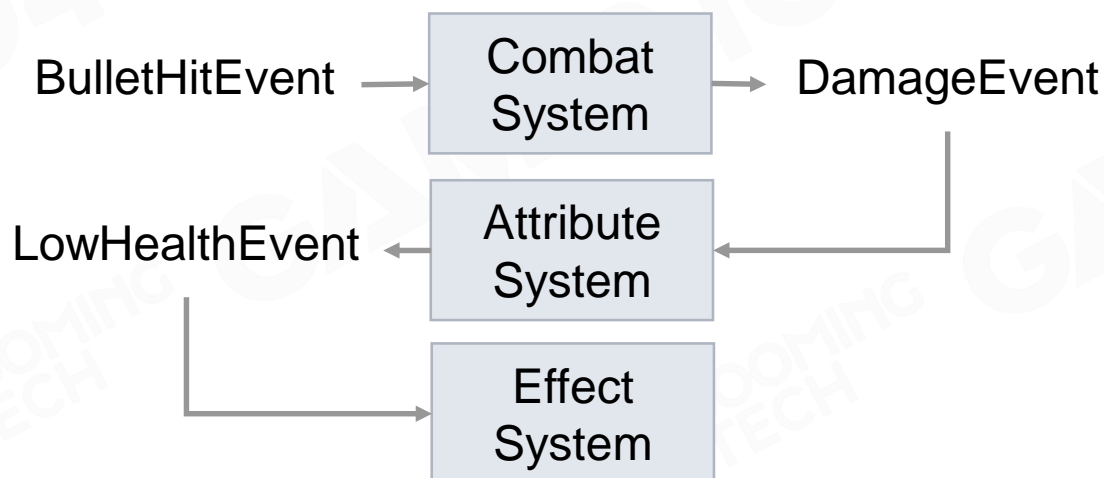 BulletHitEvent
Combat
System
DamageEvent
LowHealthEvent
Attribute
System
Effect
System